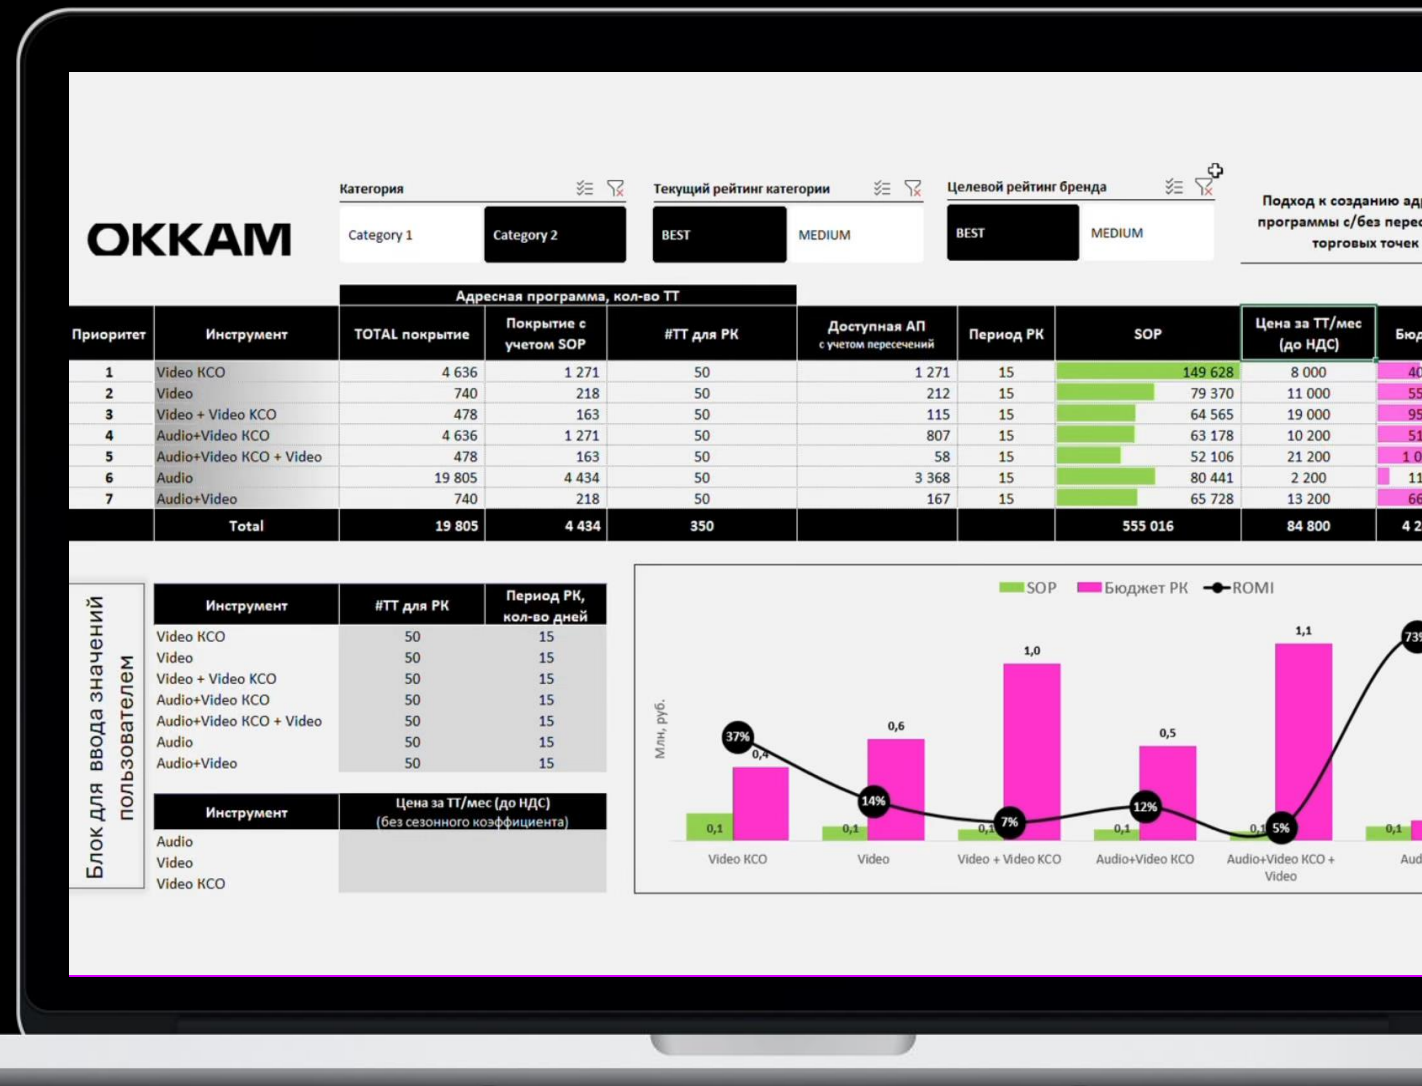 OKKAM
Категория
Category 1
Category 2
Текущий рейтинг категории
BEST
MEDIUM
Целевой рейтинг бренда
BEST
MEDIUM
Подход к созданию
программы с/без
торговых точек
Адресная программа, кол-во ТТ
Приоритет Инструмент TOTAL покрытие Покрытие с учетом SOP #ТТ для РК Доступная АП с учетом пересечений Период РК SOP Цена за ТТ/мес (до НДС)
1 Video КСО 4 636 1 271 50 1 271 15 149 628 8 000
2 Video 740 218 50 212 15 79 370 11 000
3 Video + Video КСО 478 163 50 115 15 64 565 19 000
4 Audio+Video КСО 4 636 1 271 50 807 15 63 178 10 200
5 Audio+Video КСО + Video 478 163 50 58 15 52 106 21 200
6 Audio 19 805 4 434 50 3 368 15 80 441 2 200
7 Audio+Video 740 218 50 167 15 65 728 13 200
Total 19 805 4 434 350 555 016 84 800
Блок для ввода значений
пользователем
Инструмент #ТТ для РК Период РК, кол-во дней
Video КСО 50 15
Video 50 15
Video + Video КСО 50 15
Audio+Video КСО 50 15
Audio+Video КСО + Video 50 15
Audio 50 15
Audio+Video 50 15
Инструмент Цена за ТТ/мес (до НДС)
(без сезонного коэффициента)
Audio
Video
Video КСО
SOP Бюджет РК ROMI
Млн, руб.
37% 14% 7% 12% 5% 73%
0,4 0,6 1,0 0,5 1,1
0,1 0,1 0,1 0,1 0,1 0,1
Video КСО
Video
Video + Video КСО
Audio+Video КСО
Audio+Video КСО +
Video